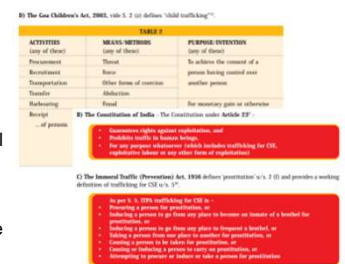 D) The Goa Children's Act, 2003, vide S. 2 (z) defines 'child trafficking'
TABLE 2
ACTIVITIES
(any of these)
MEANS/METHODS
(any of these)
PURPOSE/INTENTION
(any of these)
Procurement
Threat
To achieve the consent of a
Recruitment
Force
person having control over
Transportation
Other forms of coercion
another person
Transfer
Abduction
Harbouring
Fraud
For monetary gain or otherwise
Receipt
... of persons
B) The Constitution of India - The Constitution under Article 23 -
• Guarantees rights against exploitation, and
• Prohibits traffic in human beings,
• For any purpose whatsoever (which includes trafficking for CSE,
exploitative labour or any other form of exploitation)
C) The Immoral Traffic (Prevention) Act, 1956 defines 'prostitution' u/s. 2 (f) and provides a working
definition of trafficking for CSE u/s. 5
As per S. 5, ITPA trafficking for CSE is -
• Procuring a person for prostitution, or
• Inducing a person to go from any place to become an inmate of a brothel for
prostitution, or
• Inducing a person to go from any place to frequent a brothel, or
• Taking a person from one place to another for prostitution, or
• Causing a person to be taken for prostitution, or
• Causing or inducing a person to carry on prostitution, or
• Attempting to procure or induce or take a person for prostitution